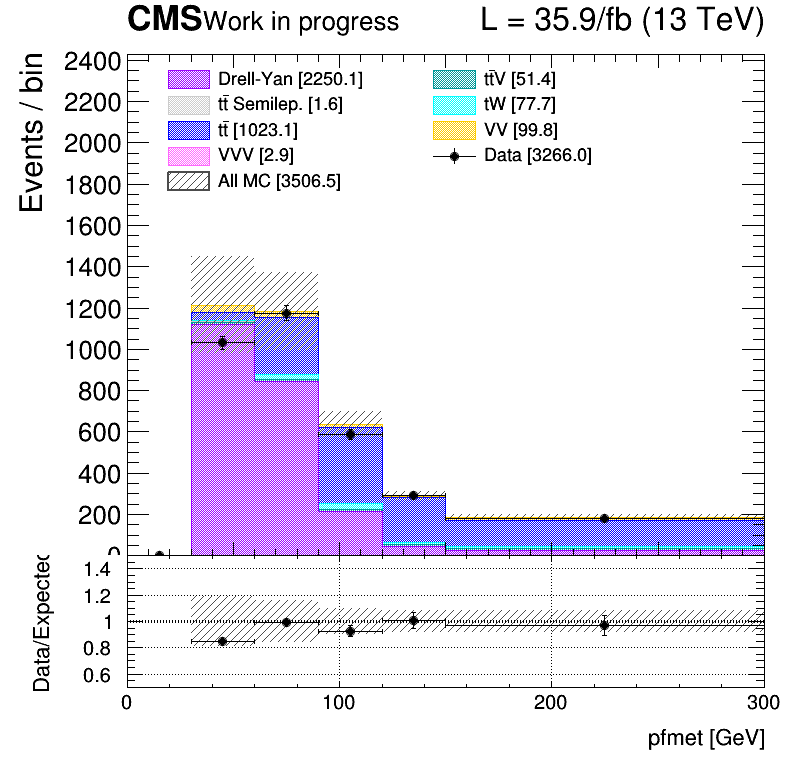 CMS Work in progress L = 35.9/fb (13 TeV)
Events / bin
2400
2200
2000
1800
1600
1400
1200
1000
800
600
400
200
0
Drell-Yan [2250.1]
tt̄ Semilep. [1.6]
tt̄ [1023.1]
VVV [2.9]
All MC [3506.5]
tt̄V [51.4]
tW [77.7]
VV [99.8]
Data [3266.0]
Data/Expected
1.4
1.2
1
0.8
0.6
0 100 200 300
pfmet [GeV]